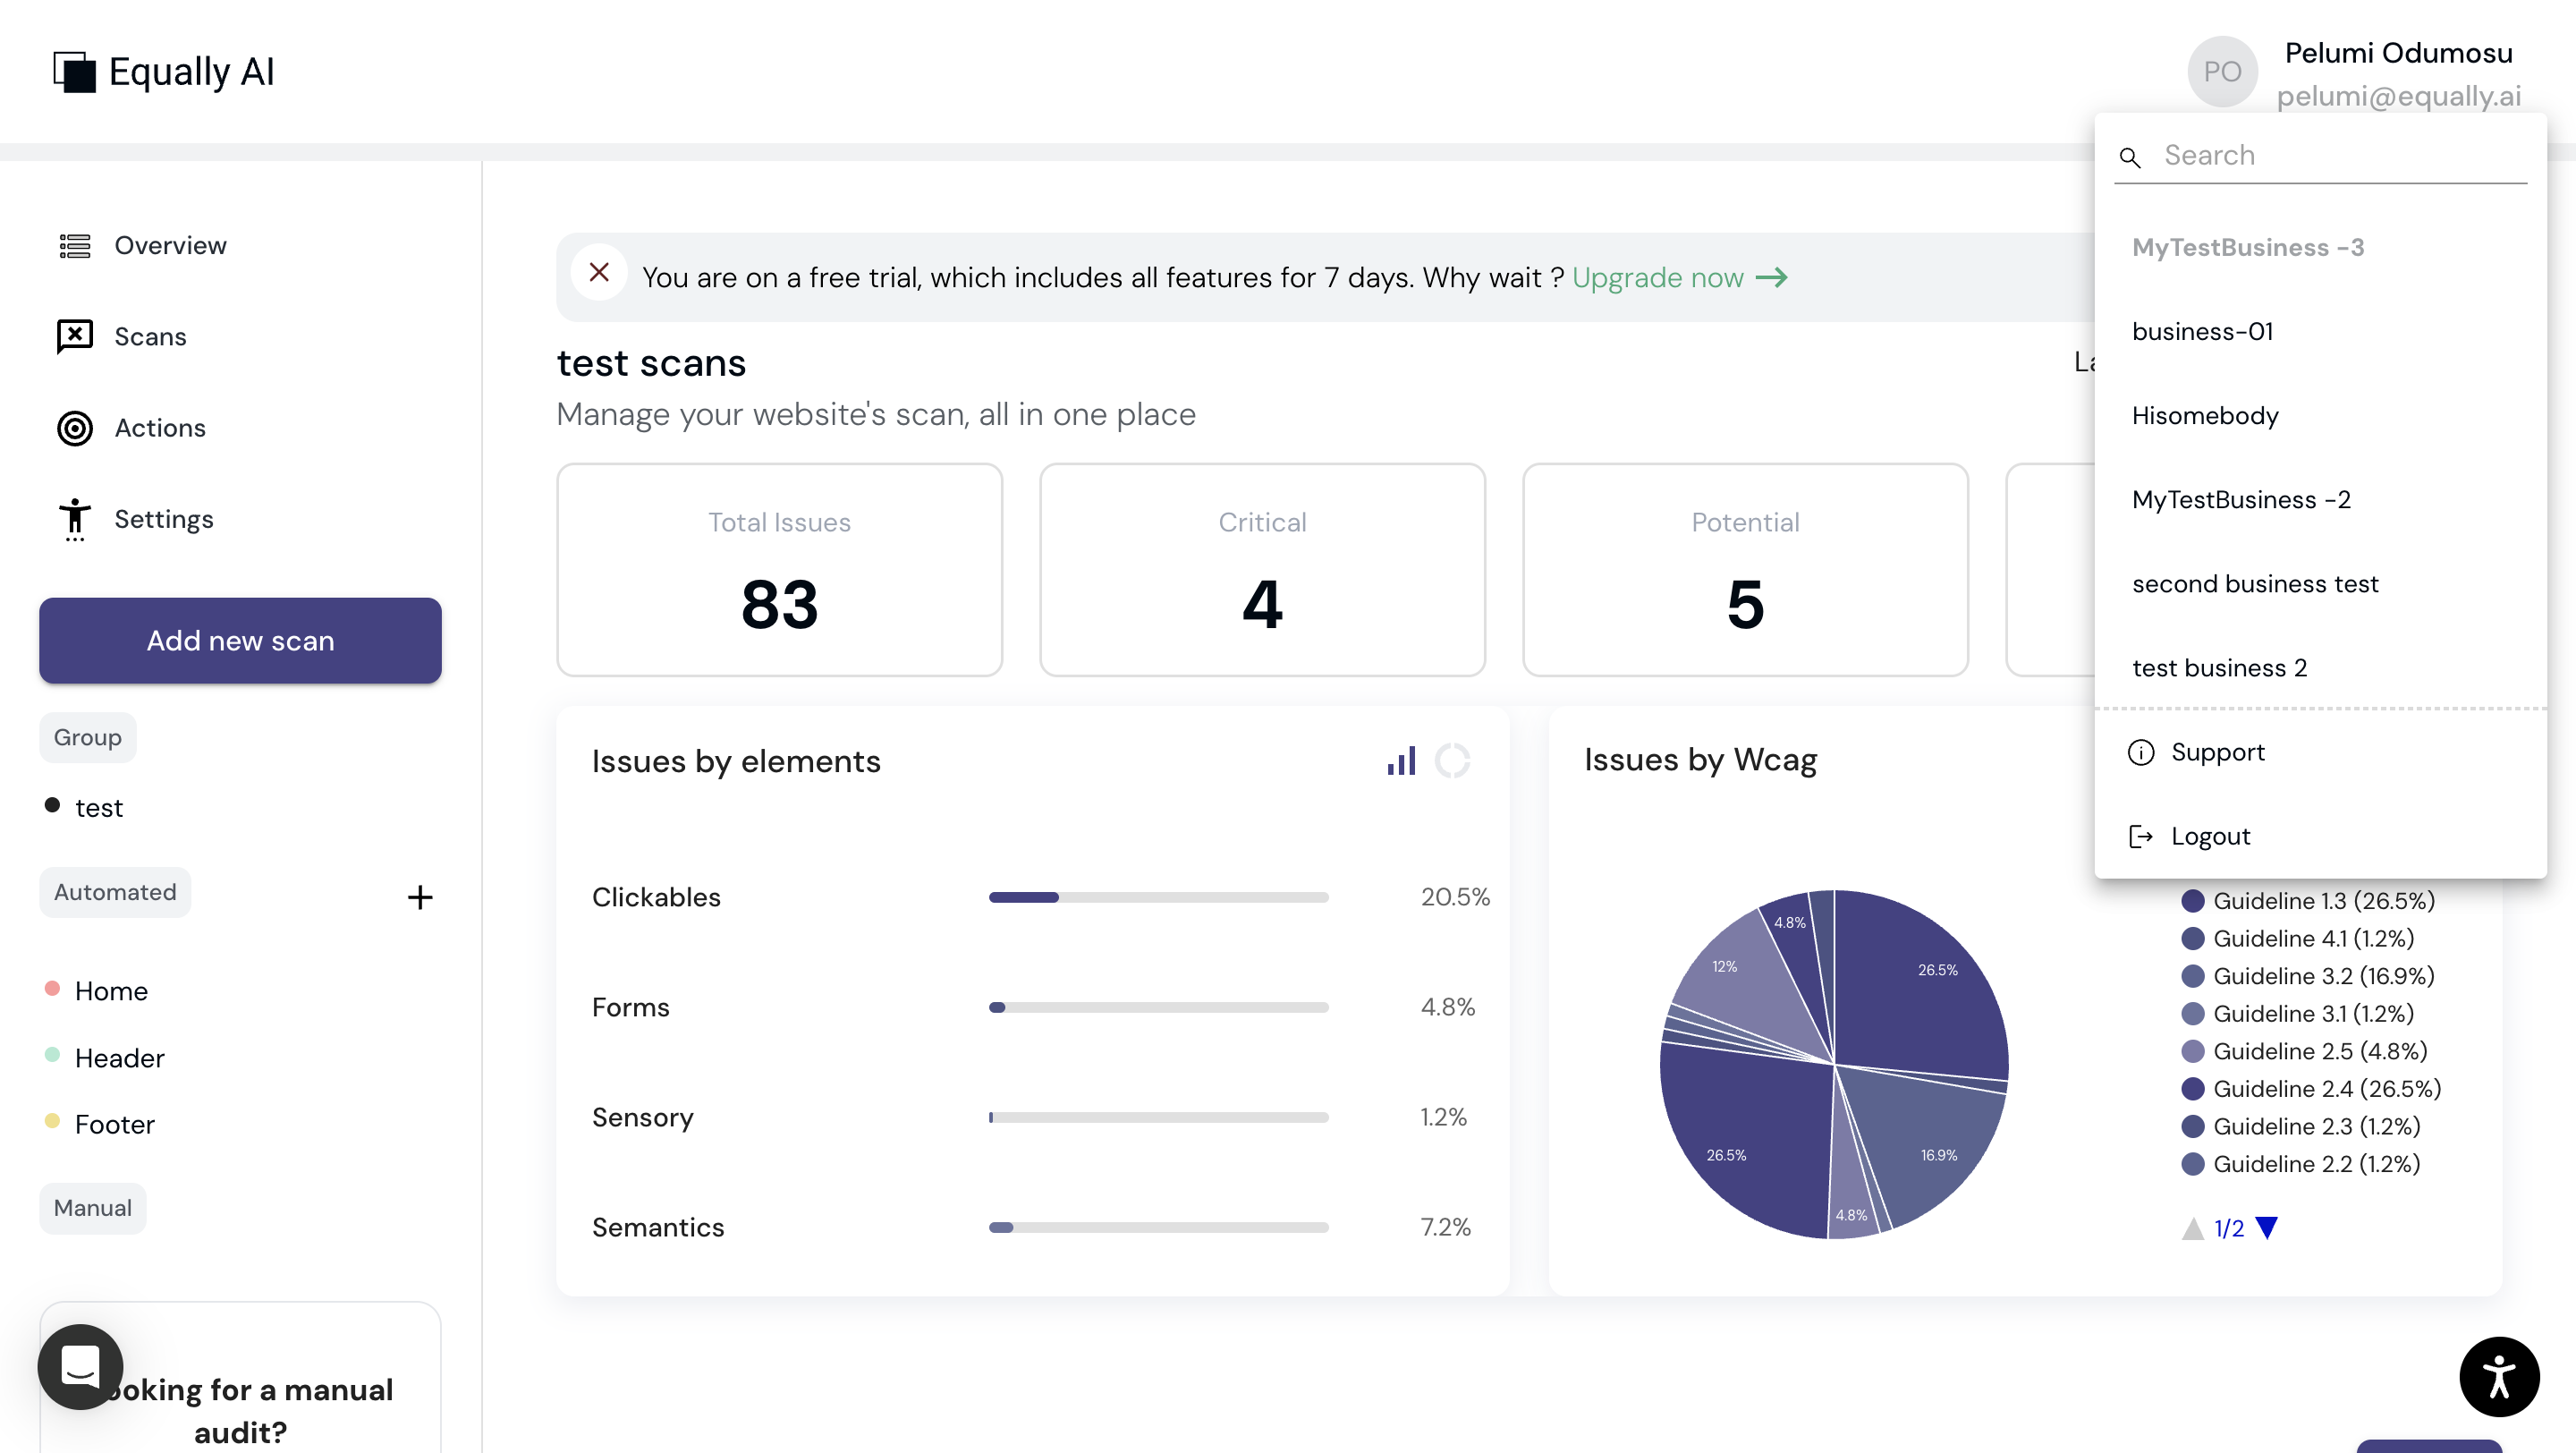 Equally AI
PO
Pelumi Odumosu
pelumi@equally.ai
Search
MyTestBusiness -3
business-01
Hisomebody
MyTestBusiness -2
second business test
test business 2
Support
Logout
Overview
Scans
Actions
Settings
Add new scan
Group
test
Automated
Home
Header
Footer
Manual
ooking for a manual
audit?
You are on a free trial, which includes all features for 7 days. Why wait ? Upgrade now
test scans
Manage your website's scan, all in one place
Total Issues
83
Critical
4
Potential
5
Issues by elements
Clickables 20.5%
Forms 4.8%
Sensory 1.2%
Semantics 7.2%
Issues by Wcag
4.8%
12%
26.5%
26.5%
16.9%
4.8%
Guideline 1.3 (26.5%)
Guideline 4.1 (1.2%)
Guideline 3.2 (16.9%)
Guideline 3.1 (1.2%)
Guideline 2.5 (4.8%)
Guideline 2.4 (26.5%)
Guideline 2.3 (1.2%)
Guideline 2.2 (1.2%)
1/2